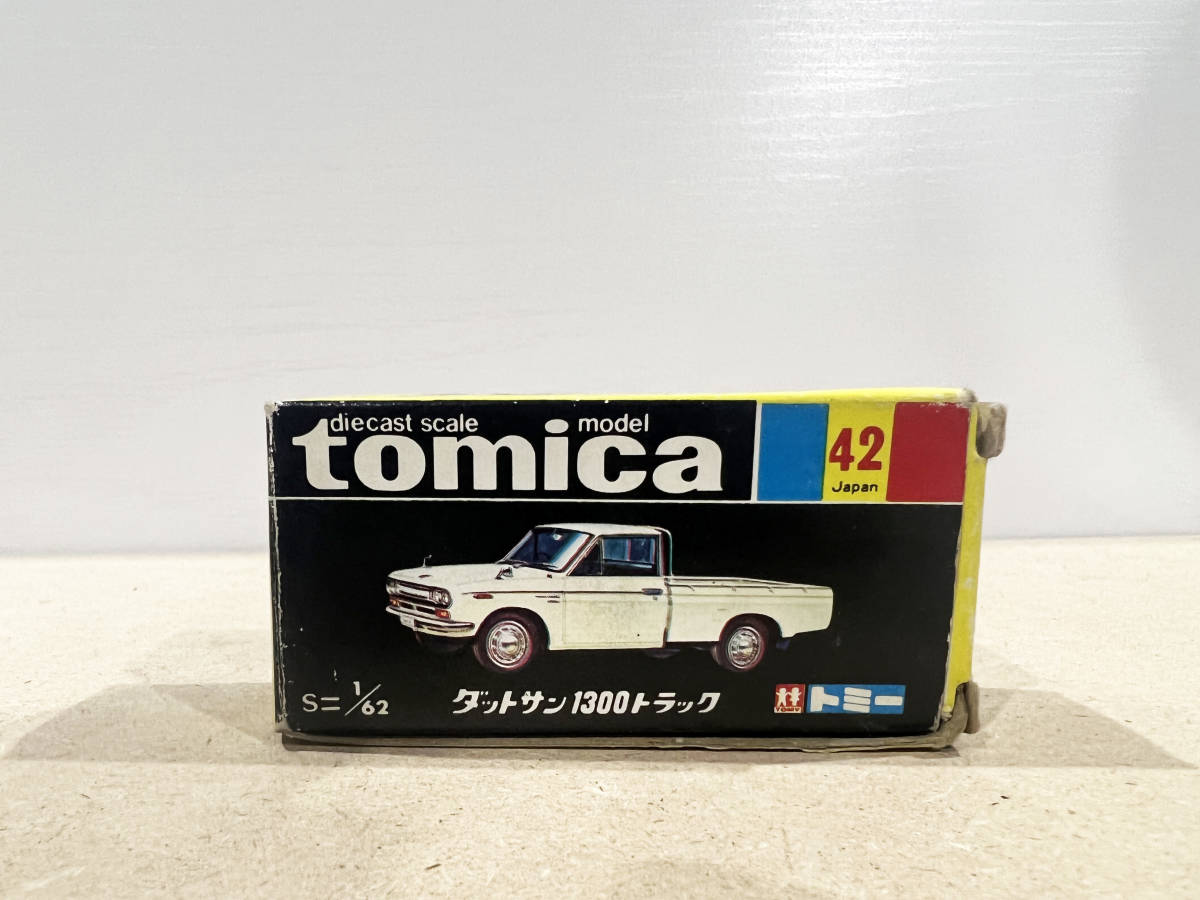 diecast scale model
tomica
42
Japan
S=1/62
ダットサン1300トラック
TOMY
トミー